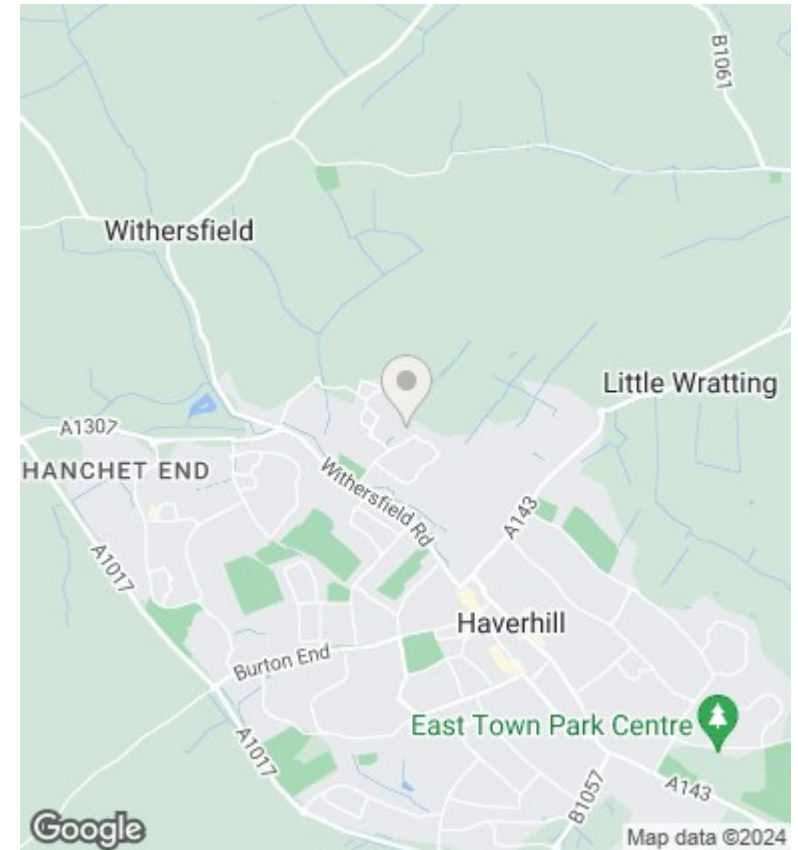 B1061
Withersfield
Little Wratting
A1307
HANCHET END
Withersfield Rd
A143
A1017
Haverhill
Burton End
East Town Park Centre
A1017
B1057
A143
Google
Map data ©2024